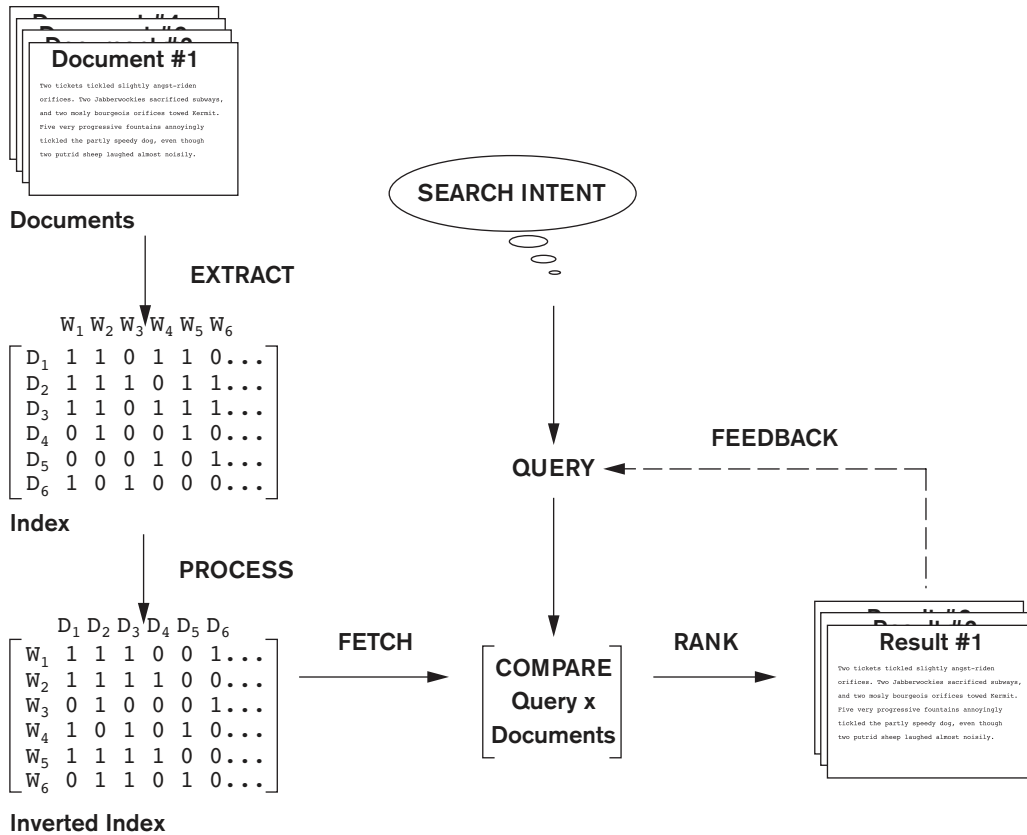 Document #1
Two tickets tickled slightly angst-riden
orifices. Two Jabberwockies sacrificed subways,
and two mosly bourgeois orifices towed Kermit.
Five very progressive fountains annoyingly
tickled the partly speedy dog, even though
two putrid sheep laughed almost noisily.
Documents
EXTRACT
W1 W2 W3 W4 W5 W6
D1 1 1 0 1 1 0...
D2 1 1 1 0 1 1...
D3 1 1 0 1 1 1...
D4 0 1 0 0 1 0...
D5 0 0 0 1 0 1...
D6 1 0 1 0 0 0...
Index
PROCESS
D1 D2 D3 D4 D5 D6
W1 1 1 1 0 0 1...
W2 1 1 1 1 0 0...
W3 0 1 0 0 0 1...
W4 1 0 1 0 1 0...
W5 1 1 1 1 0 0...
W6 0 1 1 0 1 0...
Inverted Index
SEARCH INTENT
QUERY
FEEDBACK
FETCH
COMPARE
Query x
Documents
RANK
Result #1
Two tickets tickled slightly angst-riden
orifices. Two Jabberwockies sacrificed subways,
and two mosly bourgeois orifices towed Kermit.
Five very progressive fountains annoyingly
tickled the partly speedy dog, even though
two putrid sheep laughed almost noisily.